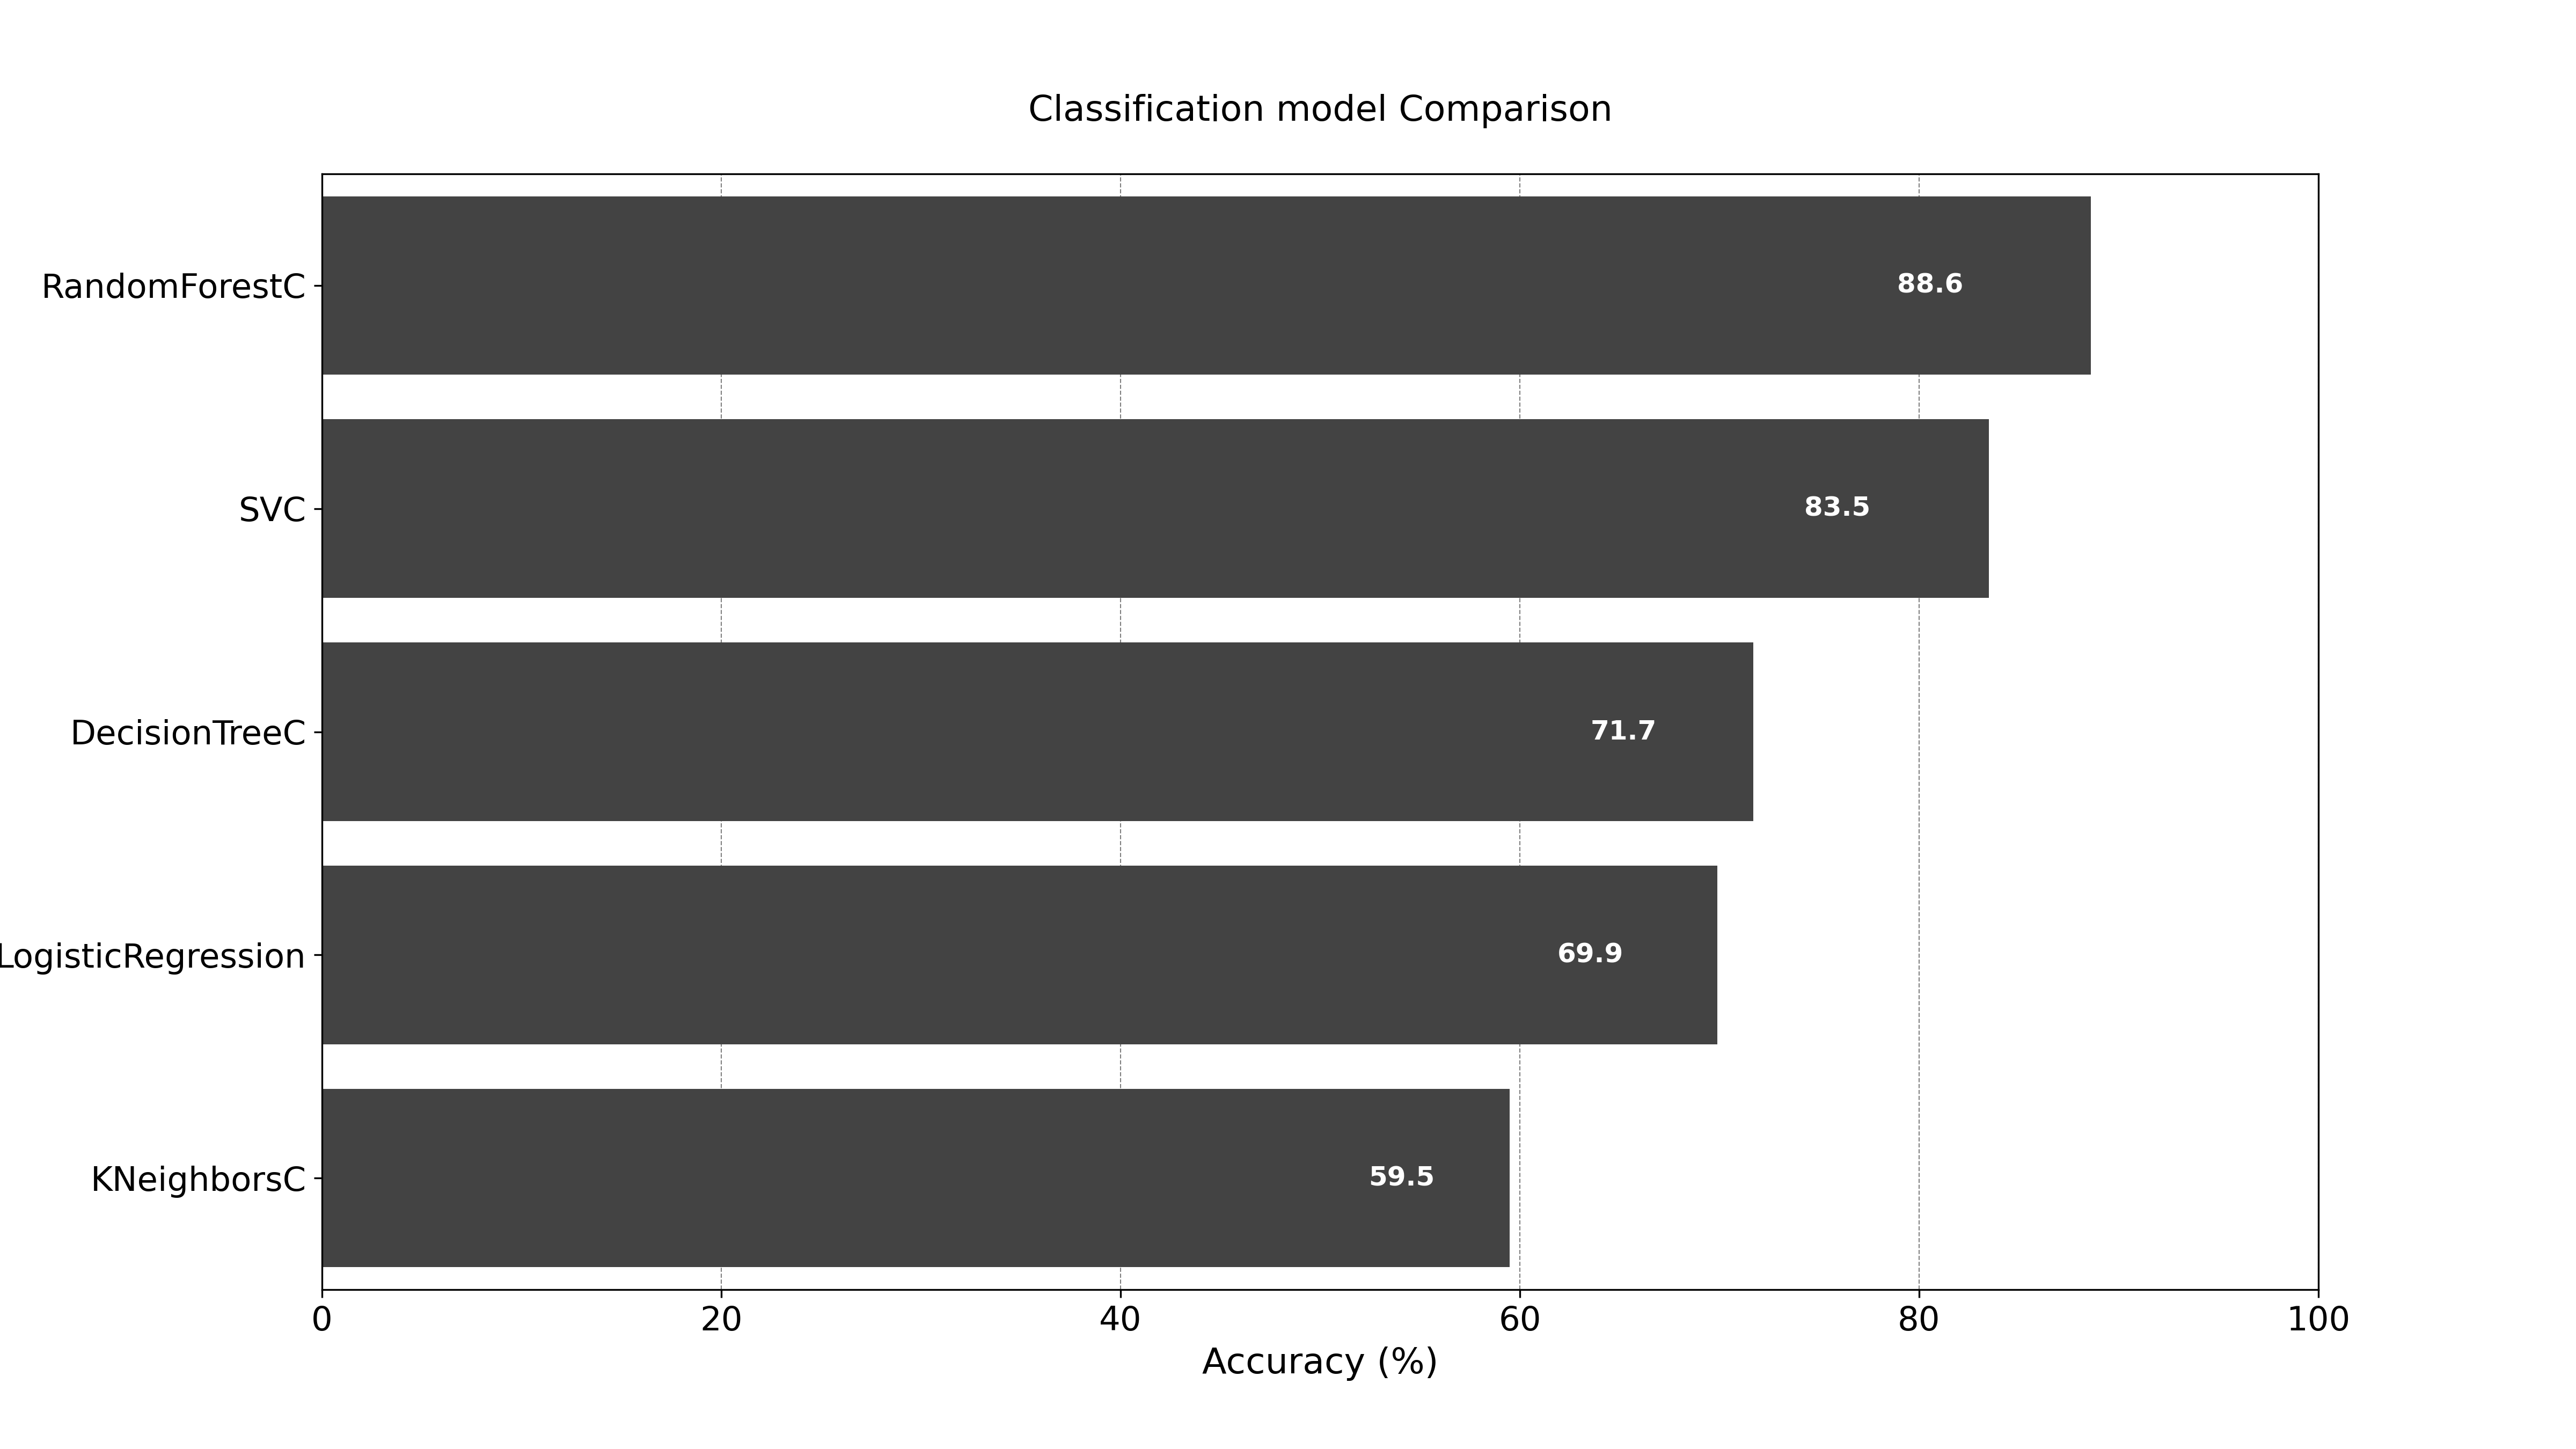 Classification model Comparison
RandomForestC
88.6
SVC
83.5
DecisionTreeC
71.7
LogisticRegression
69.9
KNeighborsC
59.5
0 20 40 60 80 100
Accuracy (%)